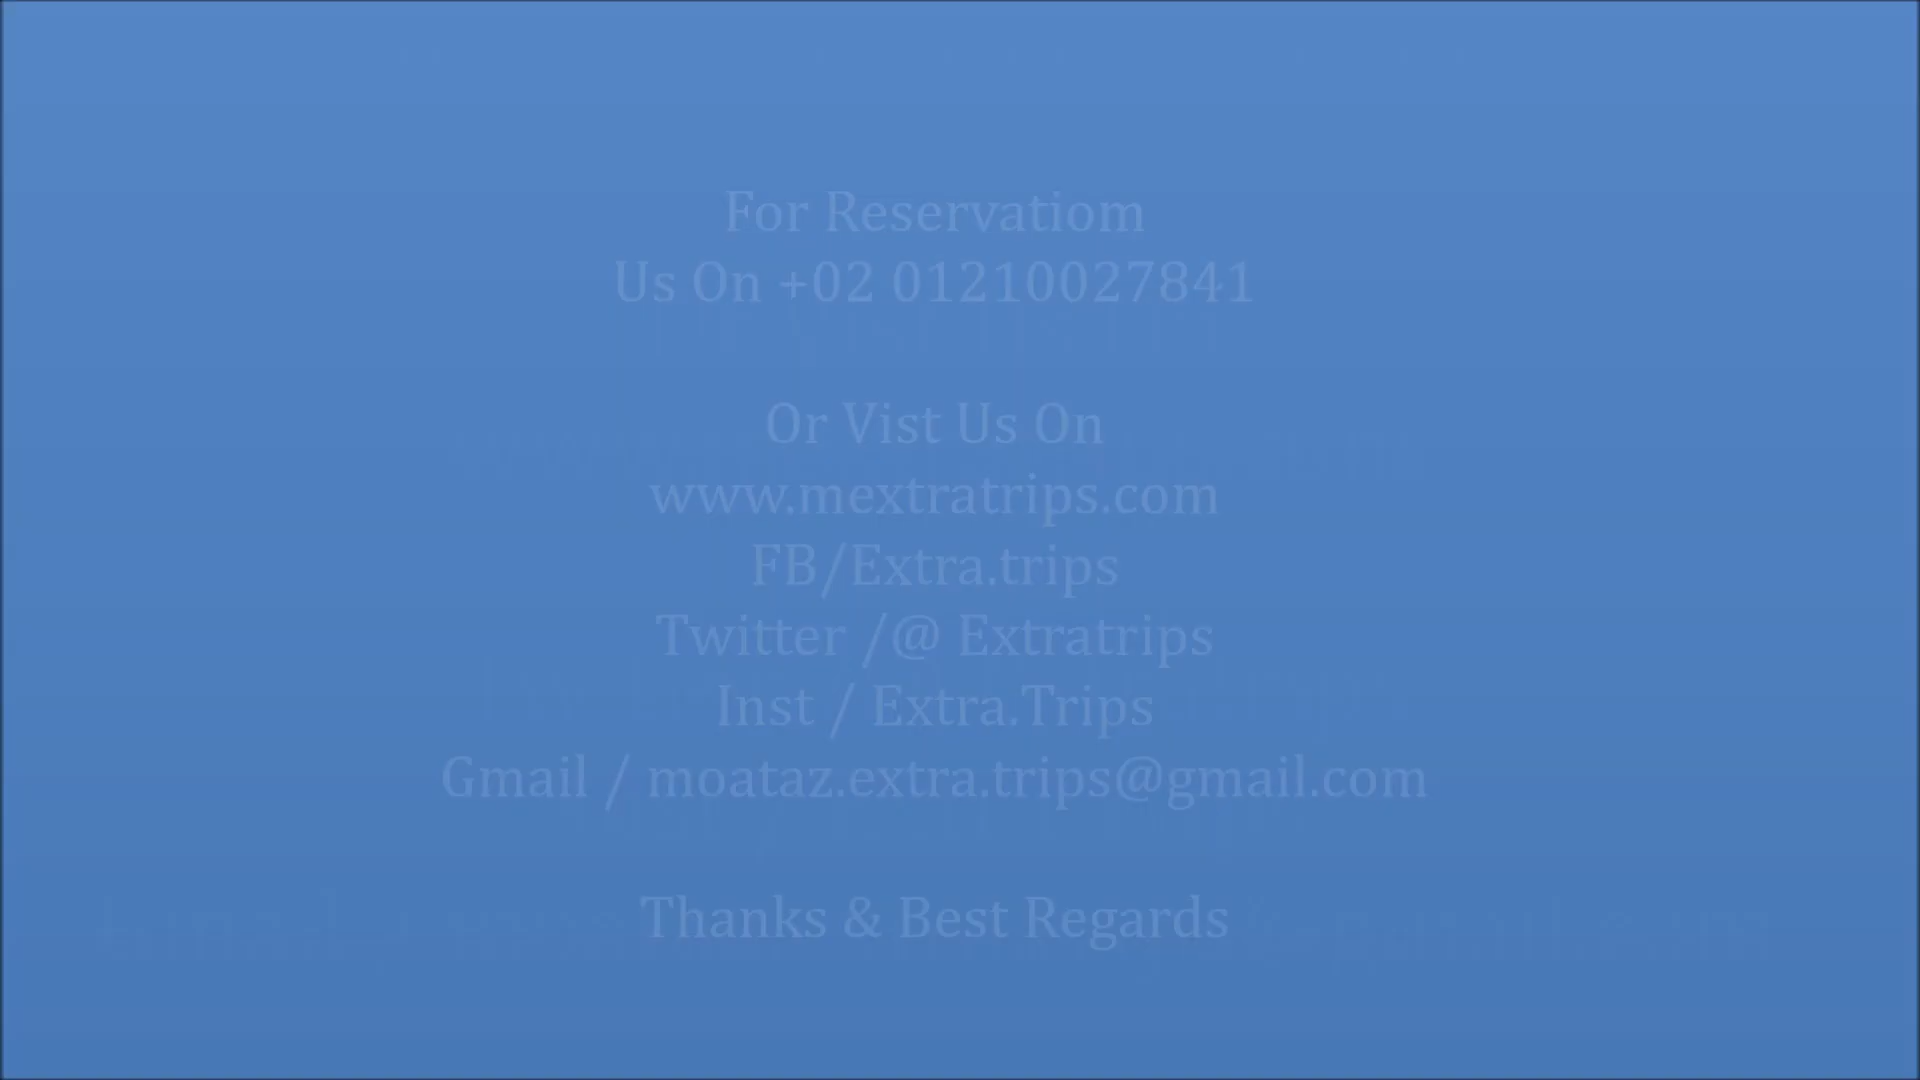 For Reservatiom
Us On +02 01210027841
Or Vist Us On
www.mextratrips.com
FB/Extra.trips
Twitter /@ Extratrips
Inst / Extra.Trips
Gmail / moataz.extra.trips@gmail.com
Thanks & Best Regards